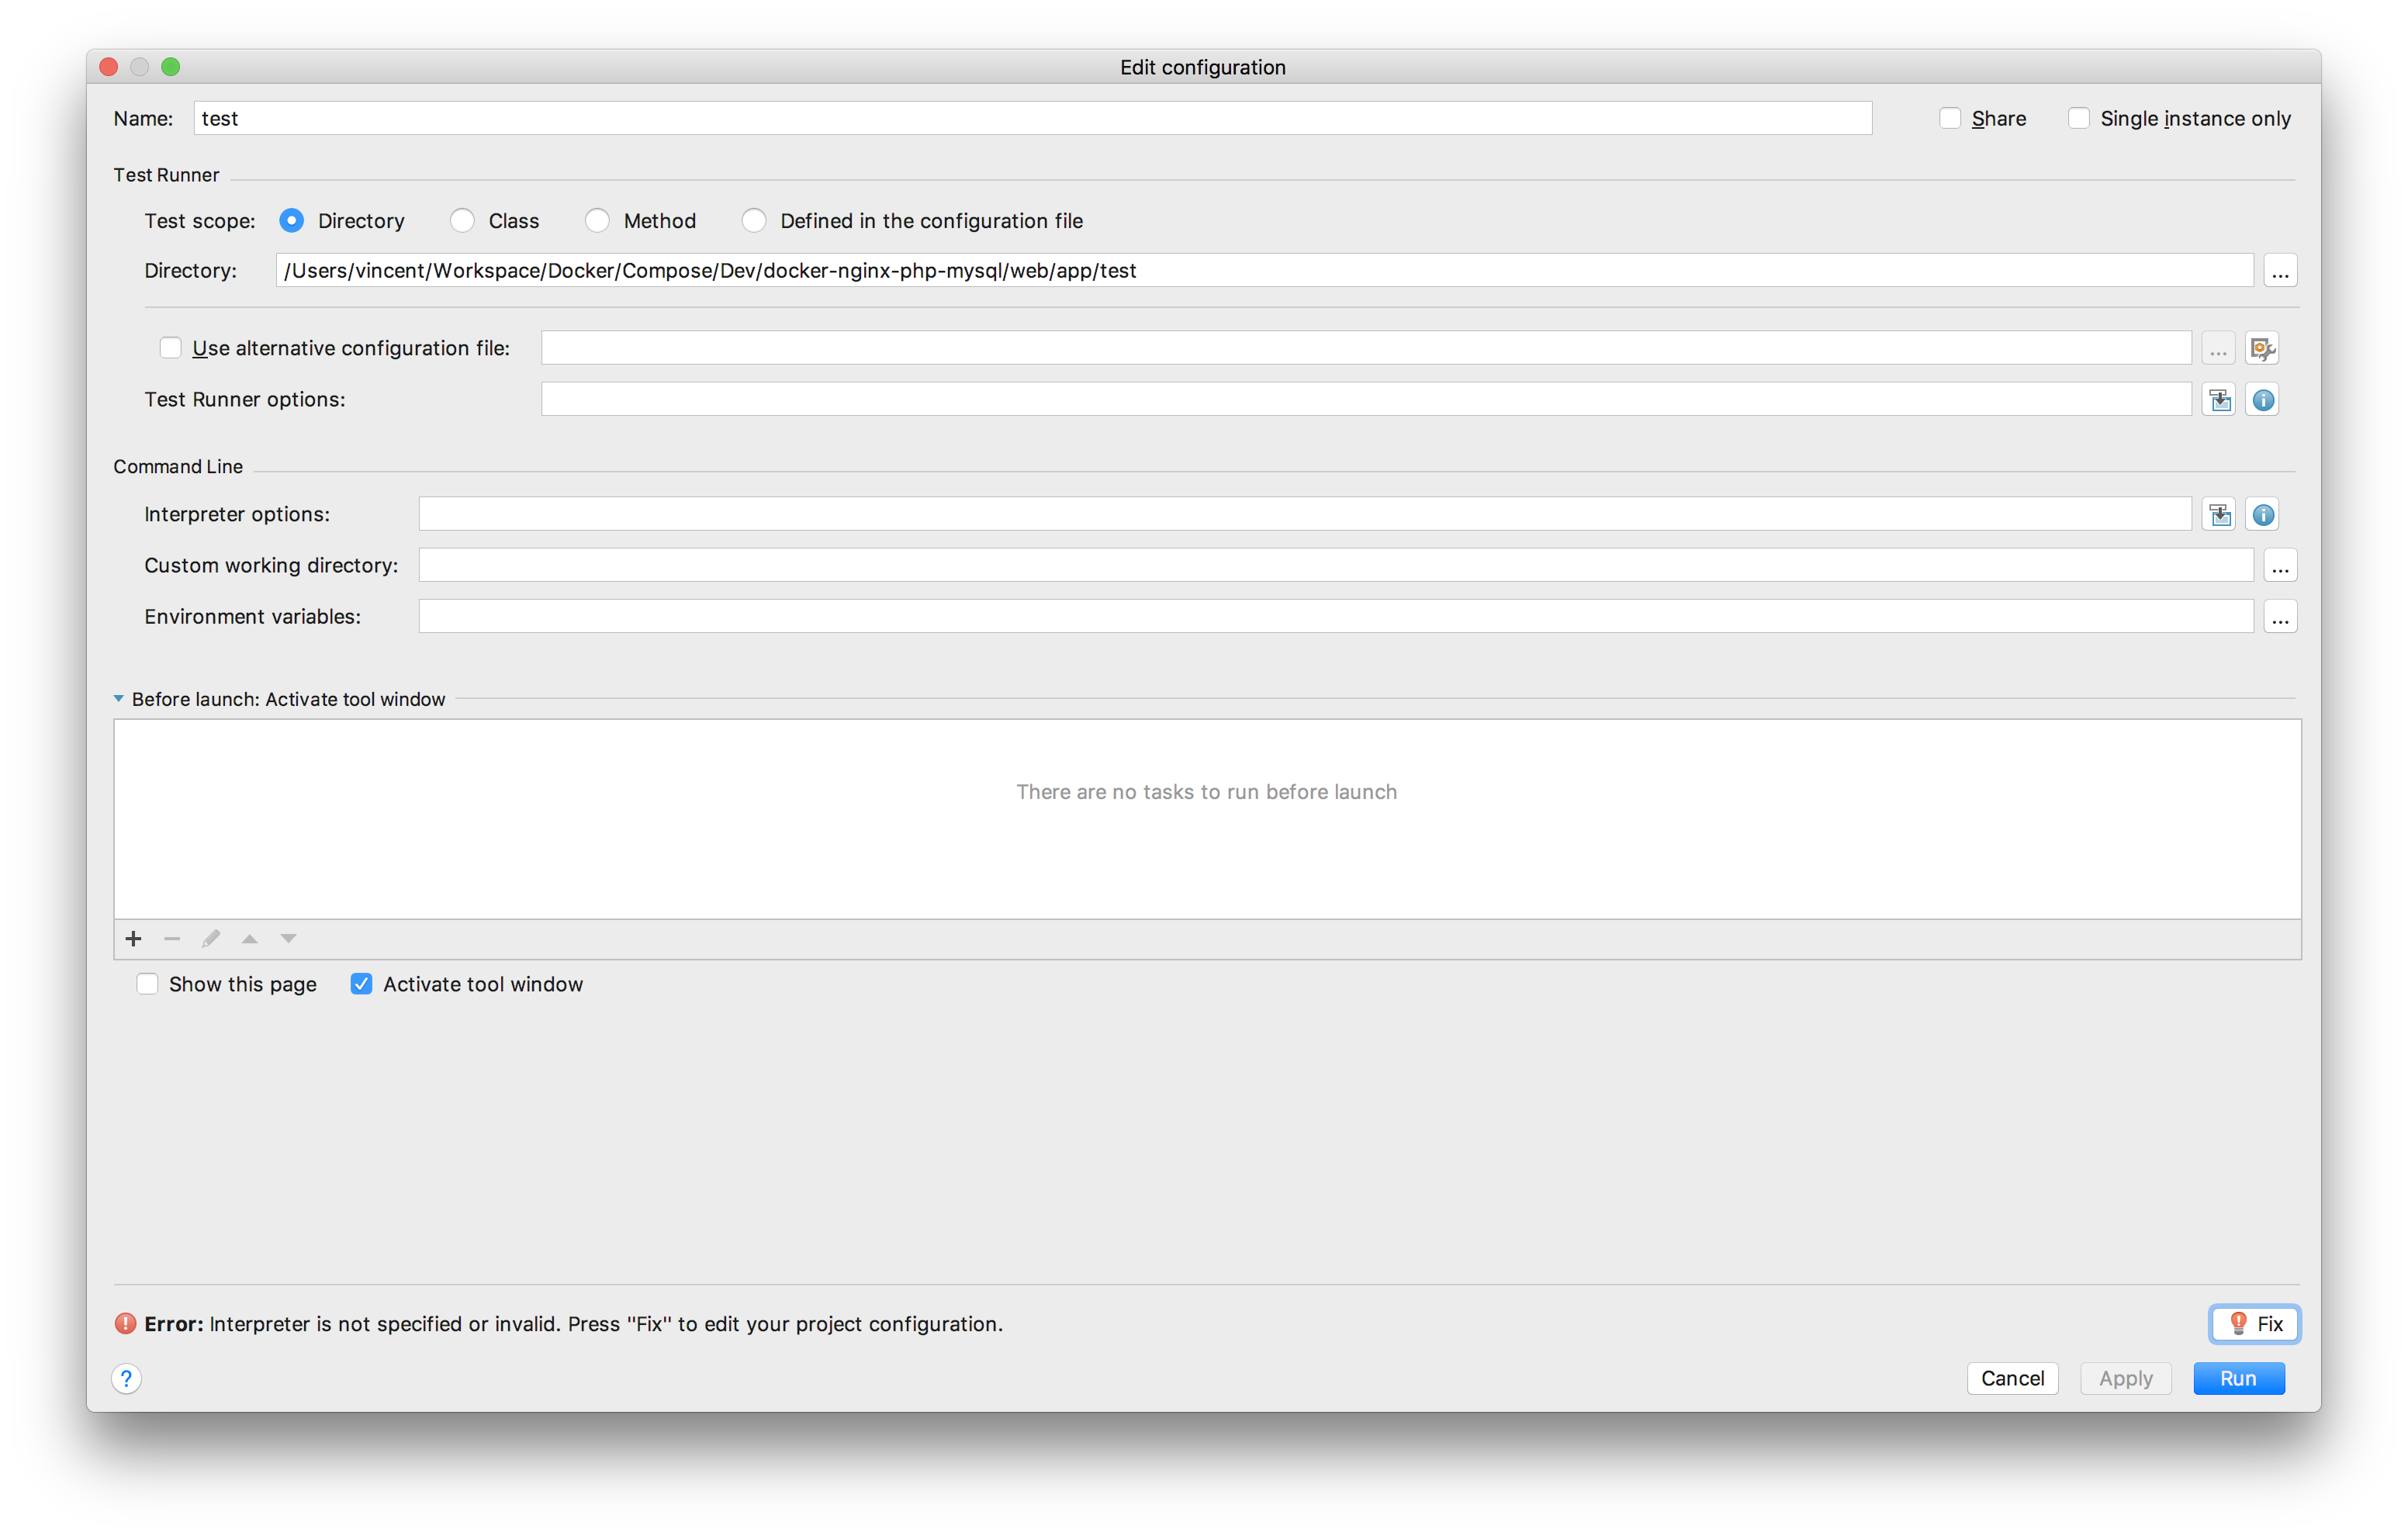 Edit configuration
Name: test Share Single instance only
Test Runner
Test scope: Directory Class Method Defined in the configuration file
Directory: /Users/vincent/Workspace/Docker/Compose/Dev/docker-nginx-php-mysql/web/app/test ...
Use alternative configuration file: ...
Test Runner options:
Command Line
Interpreter options:
Custom working directory: ...
Environment variables: ...
Before launch: Activate tool window
There are no tasks to run before launch
Show this page Activate tool window
Error: Interpreter is not specified or invalid. Press "Fix" to edit your project configuration. Fix
? Cancel Apply Run